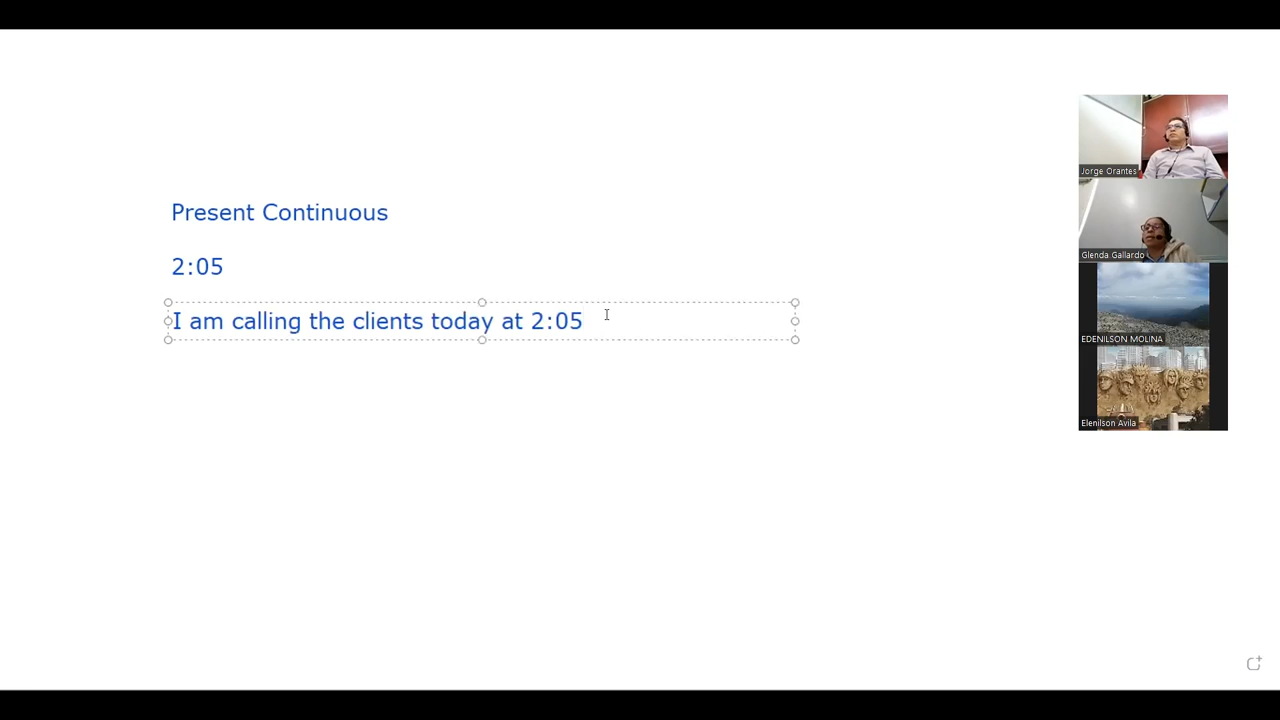 Present Continuous
2:05
I am calling the clients today at 2:05
Jorge Orantes
Glenda Gallardo
EDENILSON MOLINA
Elenilson Avila